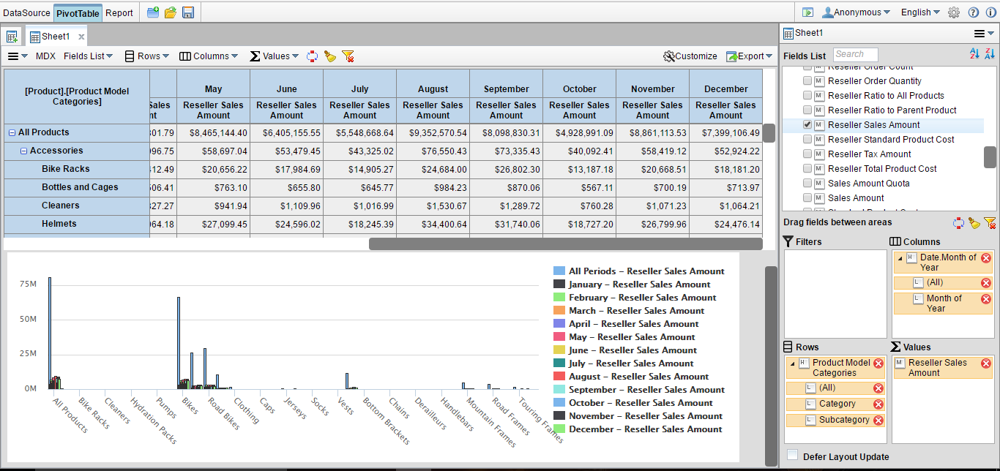 DataSource PivotTable Report Anonymous English
Sheet1 x
MDX Fields List Rows Columns Values Customize Export
[Product].[Product Model Categories] May June July August September October November December
Reseller Sales Amount Reseller Sales Amount Reseller Sales Amount Reseller Sales Amount Reseller Sales Amount Reseller Sales Amount Reseller Sales Amount Reseller Sales Amount
All Products 301.79 $8,465,144.40 $6,405,155.55 $5,548,668.64 $9,352,570.54 $8,098,830.31 $4,928,991.09 $8,861,113.53 $7,399,106.49
Accessories 096.75 $58,697.04 $53,479.45 $43,325.02 $76,550.43 $73,335.43 $40,092.41 $58,419.12 $52,924.22
Bike Racks 412.49 $20,656.22 $17,984.69 $14,905.27 $24,684.00 $26,802.30 $13,187.18 $20,668.51 $18,181.20
Bottles and Cages 506.41 $763.10 $655.80 $645.77 $984.23 $870.06 $567.11 $700.19 $713.97
Cleaners 327.27 $941.94 $1,109.96 $1,016.99 $1,530.67 $1,289.72 $760.28 $1,071.23 $1,064.21
Helmets 064.18 $27,099.45 $24,596.02 $18,245.39 $34,400.64 $31,740.06 $18,727.20 $26,799.96 $24,476.14
75M
50M
25M
0M
All Products
Bike Racks
Cleaners
Hydration Packs
Pumps
Bikes
Road Bikes
Clothing
Caps
Jerseys
Socks
Vests
Bottom Brackets
Chains
Derailleurs
Handlebars
Mountain Frames
Road Frames
Touring Frames
All Periods – Reseller Sales Amount
January – Reseller Sales Amount
February – Reseller Sales Amount
March – Reseller Sales Amount
April – Reseller Sales Amount
May – Reseller Sales Amount
June – Reseller Sales Amount
July – Reseller Sales Amount
August – Reseller Sales Amount
September – Reseller Sales Amount
October – Reseller Sales Amount
November – Reseller Sales Amount
December – Reseller Sales Amount
Sheet1
Fields List Search
Reseller Order Count
Reseller Order Quantity
Reseller Ratio to All Products
Reseller Ratio to Parent Product
Reseller Sales Amount
Reseller Standard Product Cost
Reseller Tax Amount
Reseller Total Product Cost
Sales Amount Quota
Sales Amount
Drag fields between areas
Filters
Columns
Date.Month of
Year
(All)
Month of
Year
Rows
Product Model
Categories
(All)
Category
Subcategory
Values
Reseller Sales
Amount
Defer Layout Update